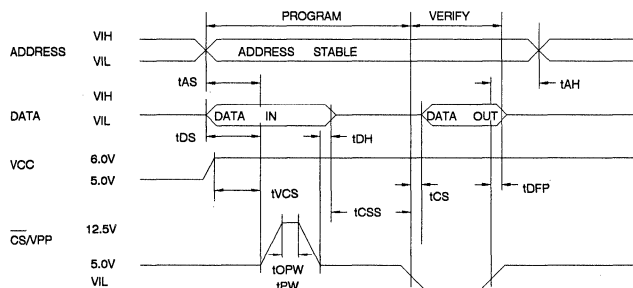 PROGRAM VERIFY
ADDRESS VIH
VIL
ADDRESS STABLE
tAS
tAH
DATA VIH
VIL
DATA IN
DATA OUT
tDS
tDH
VCC 6.0V
5.0V
tVCS
tCS
tDFP
tCSS
CS/VPP 12.5V
5.0V
VIL
tOPW
tPW